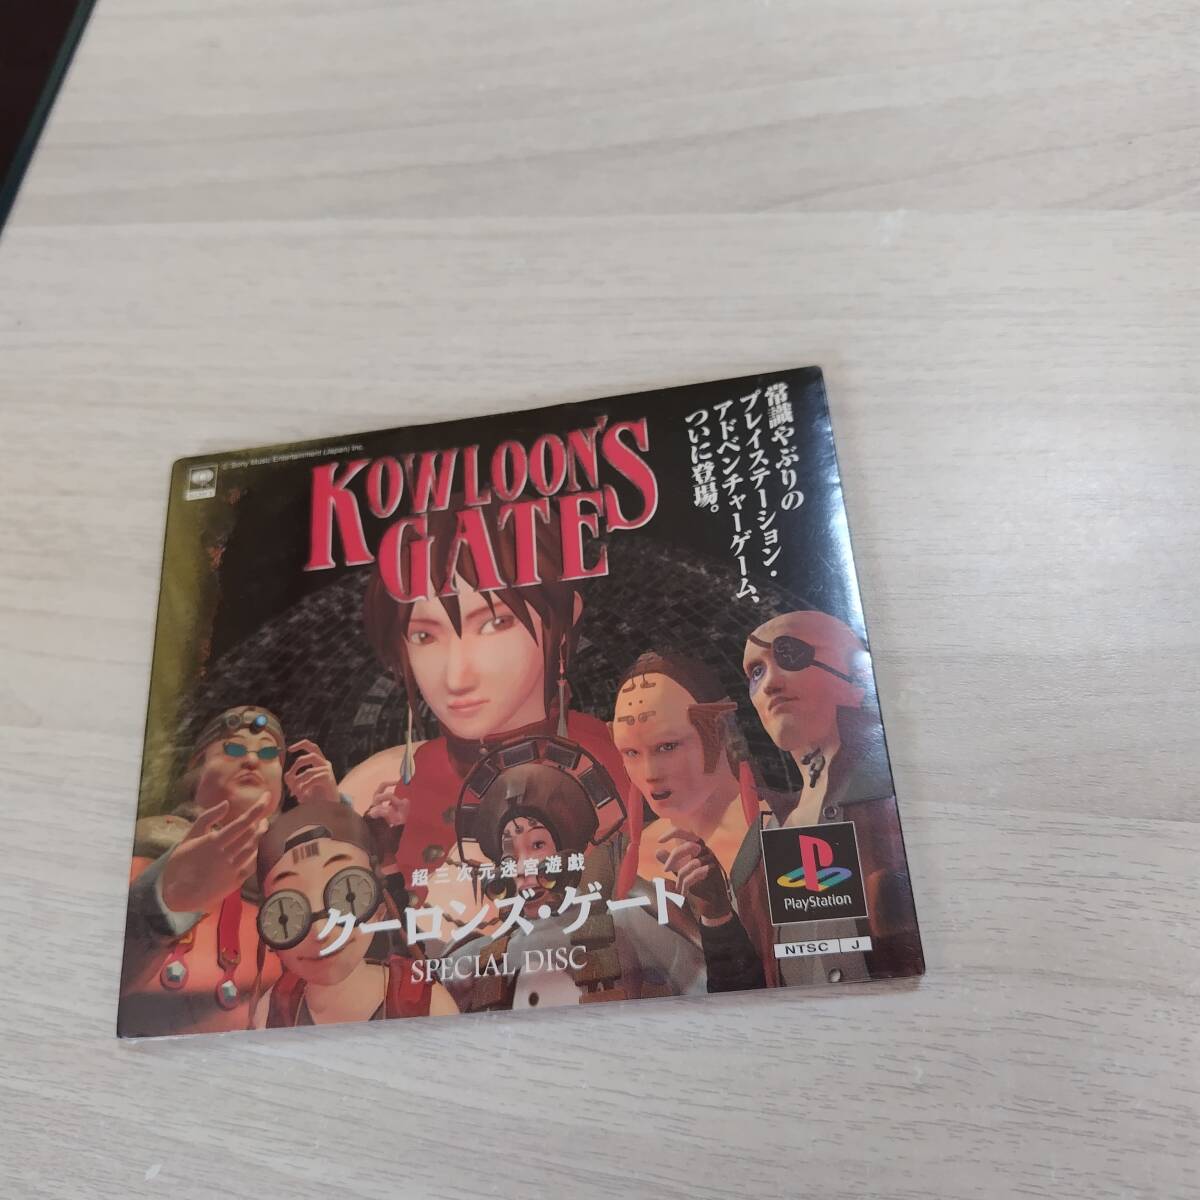 © Sony Music Entertainment (Japan) Inc.
KOWLOON'S
GATE
常識やぶりの
プレイステーション・
アドベンチャーゲーム、
ついに登場。
超三次元迷宮遊戯
クーロンズ・ゲート
SPECIAL DISC
PlayStation
NTSC J